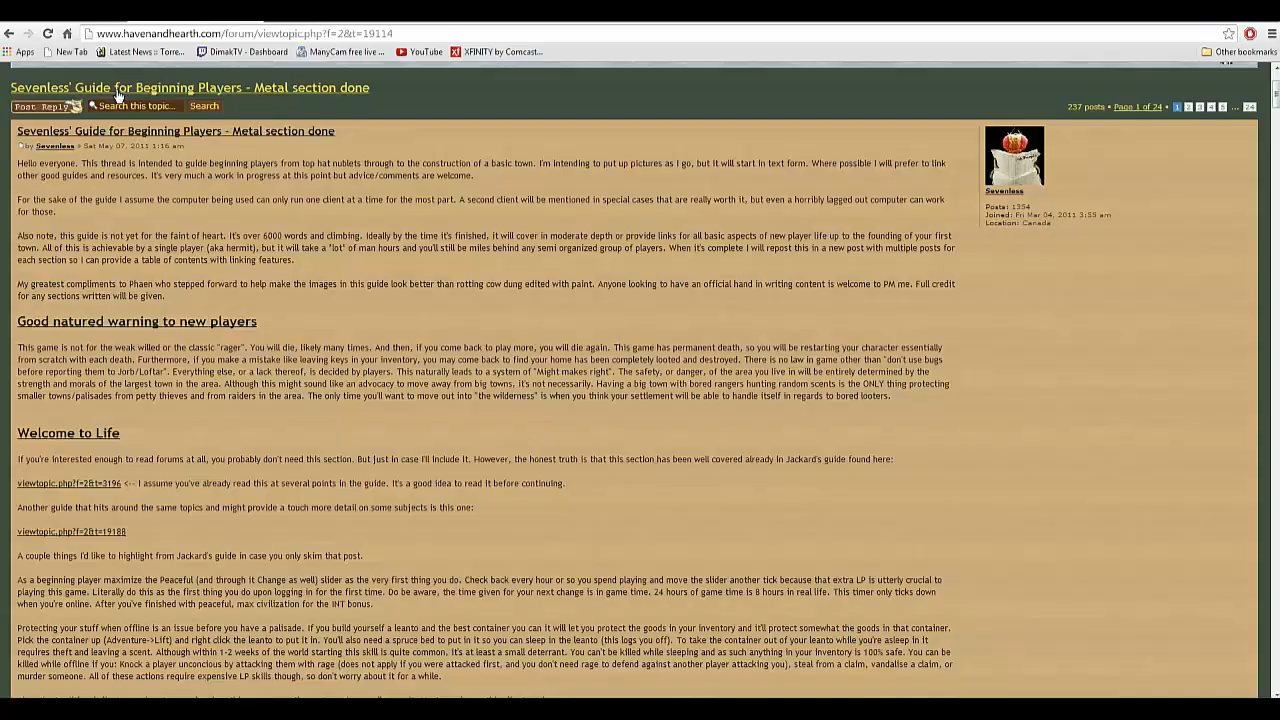 www.havenandhearth.com/forum/viewtopic.php?f=2&t=19114
Apps New Tab Latest News :: Torre... DimakTV - Dashboard ManyCam free live ... YouTube XFINITY by Comcast... Other bookmarks
Sevenless' Guide for Beginning Players - Metal section done
Post Reply Search this topic... Search 237 posts • Page 1 of 24 • 1 2 3 4 5 ... 24
Sevenless' Guide for Beginning Players - Metal section done
by Sevenless » Sat May 07, 2011 1:16 am
Hello everyone. This thread is intended to guide beginning players from top hat nublets through to the construction of a basic town. I'm intending to put up pictures as I go, but it will start in text form. Where possible I will prefer to link
other good guides and resources. It's very much a work in progress at this point but advice/comments are welcome.
Sevenless
Posts: 1354
Joined: Fri Mar 04, 2011 3:55 am
Location: Canada
For the sake of the guide I assume the computer being used can only run one client at a time for the most part. A second client will be mentioned in special cases that are really worth it, but even a horribly lagged out computer can work
for those.
Also note, this guide is not yet for the faint of heart. It's over 6000 words and climbing. Ideally by the time it's finished, it will cover in moderate depth or provide links for all basic aspects of new player life up to the founding of your first
town. All of this is achievable by a single player (aka hermit), but it will take a *lot* of man hours and you'll still be miles behind any semi organized group of players. When it's complete I will repost this in a new post with multiple posts for
each section so I can provide a table of contents with linking features.
My greatest compliments to Phaen who stepped forward to help make the images in this guide look better than rotting cow dung edited with paint. Anyone looking to have an official hand in writing content is welcome to PM me. Full credit
for any sections written will be given.
Good natured warning to new players
This game is not for the weak willed or the classic "rager". You will die, likely many times. And then, if you come back to play more, you will die again. This game has permanent death, so you will be restarting your character essentially
from scratch with each death. Furthermore, if you make a mistake like leaving keys in your inventory, you may come back to find your home has been completely looted and destroyed. There is no law in game other than "don't use bugs
before reporting them to Jorb/Loftar". Everything else, or a lack thereof, is decided by players. This naturally leads to a system of "Might makes right". The safety, or danger, of the area you live in will be entirely determined by the
strength and morals of the largest town in the area. Although this might sound like an advocacy to move away from big towns, it's not necessarily. Having a big town with bored rangers hunting random scents is the ONLY thing protecting
smaller towns/palisades from petty thieves and from raiders in the area. The only time you'll want to move out into "the wilderness" is when you think your settlement will be able to handle itself in regards to bored looters.
Welcome to Life
If you're interested enough to read forums at all, you probably don't need this section. But just in case I'll include it. However, the honest truth is that this section has been well covered already in Jackard's guide found here:
viewtopic.php?f=2&t=3196 <-- I assume you've already read this at several points in the guide. It's a good idea to read it before continuing.
Another guide that hits around the same topics and might provide a touch more detail on some subjects is this one:
viewtopic.php?f=2&t=19188
A couple things I'd like to highlight from Jackard's guide in case you only skim that post.
As a beginning player maximize the Peaceful (and through it Change as well) slider as the very first thing you do. Check back every hour or so you spend playing and move the slider another tick because that extra LP is utterly crucial to
playing this game. Literally do this as the first thing you do upon logging in for the first time. Do be aware, the time given for your next change is in game time. 24 hours of game time is 8 hours in real life. This timer only ticks down
when you're online. After you've finished with peaceful, max civilization for the INT bonus.
Protecting your stuff when offline is an issue before you have a palisade. If you build yourself a leanto and the best container you can it will let you protect the goods in your inventory and it'll protect somewhat the goods in that container.
Pick the container up (Adventure->Lift) and right click the leanto to put it in. You'll also need a spruce bed to put in it so you can sleep in the leanto (this logs you off). To take the container out of your leanto while you're asleep in it
requires theft and leaving a scent. Although within 1-2 weeks of the world starting this skill is quite common. it's at least a small deterrant. You can't be killed while sleeping and as such anything in your inventory is 100% safe. You can be
killed while offline if you: Knock a player unconcious by attacking them with rage (does not apply if you were attacked first, and you don't need rage to defend against another player attacking you), steal from a claim, vandalise a claim, or
murder someone. All of these actions require expensive LP skills though, so don't worry about it for a while.